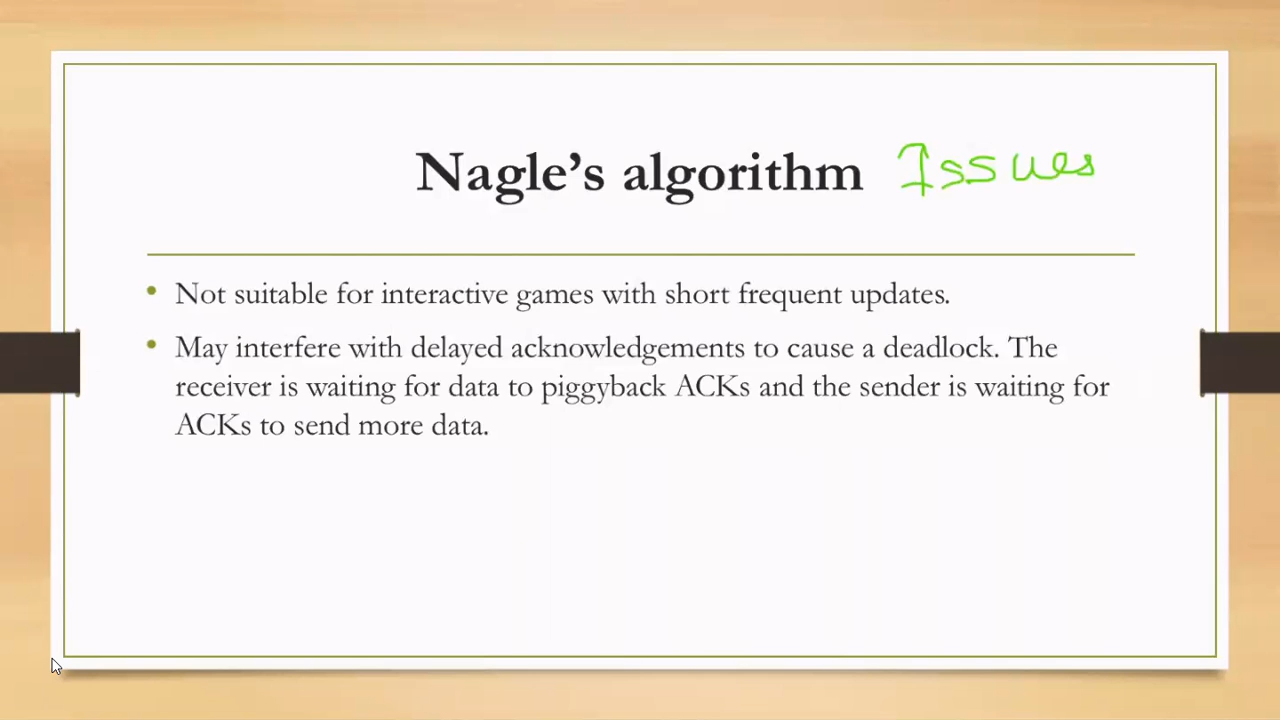 Nagle's algorithm Issues
• Not suitable for interactive games with short frequent updates.
• May interfere with delayed acknowledgements to cause a deadlock. The
receiver is waiting for data to piggyback ACKs and the sender is waiting for
ACKs to send more data.